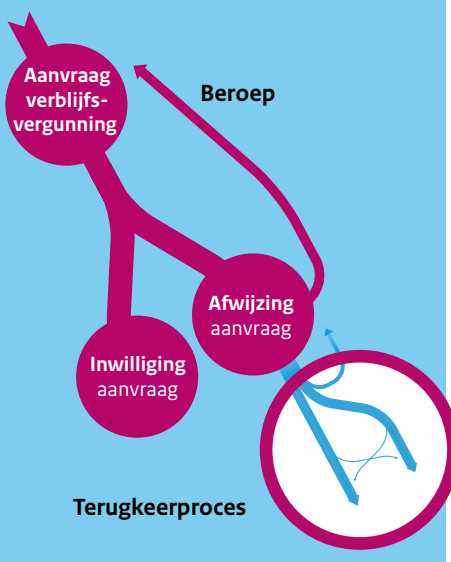 Aanvraag
verblijfs-
vergunning
Beroep
Afwijzing
aanvraag
Inwilliging
aanvraag
Terugkeerproces